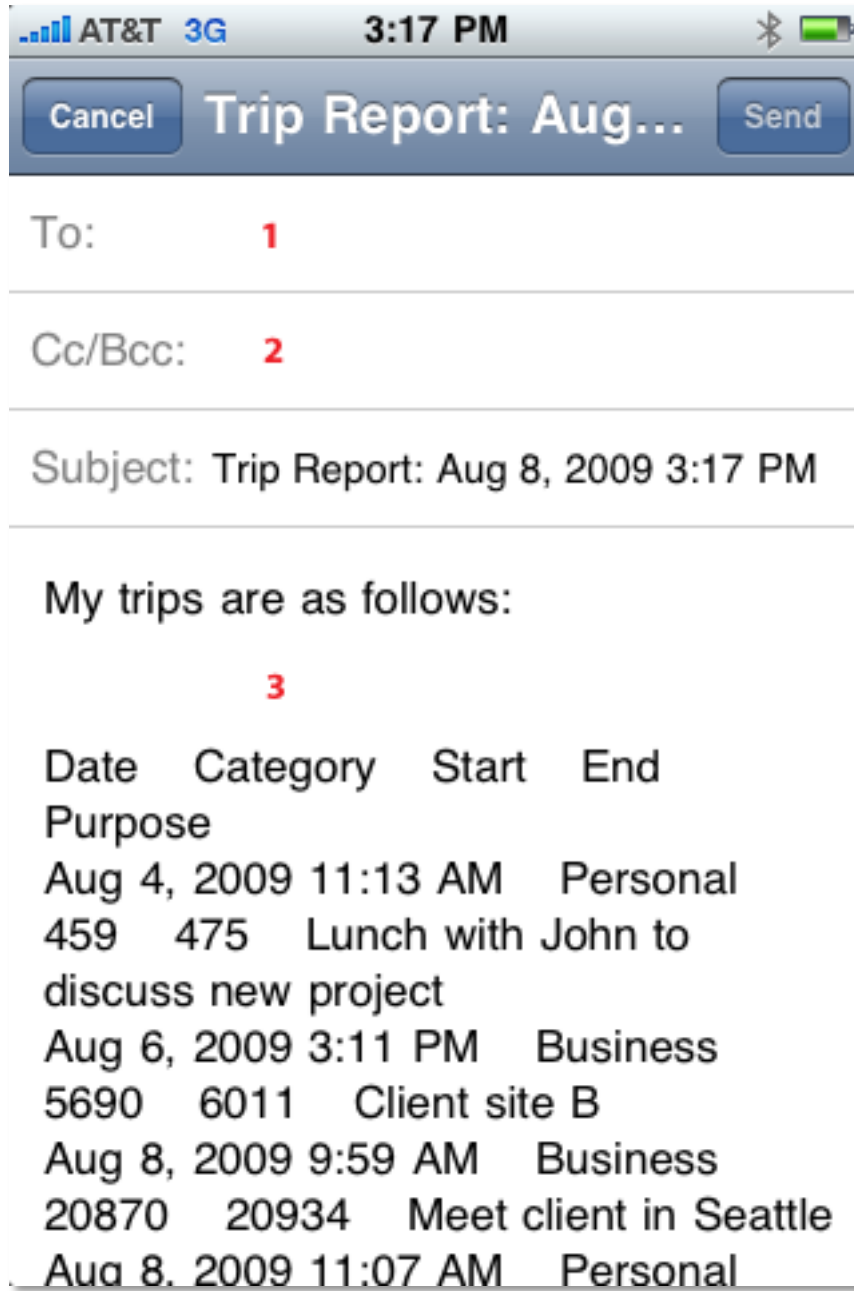 AT&T 3G 3:17 PM
Cancel Trip Report: Aug... Send
To: 1
Cc/Bcc: 2
Subject: Trip Report: Aug 8, 2009 3:17 PM
My trips are as follows:
3
Date Category Start End
Purpose
Aug 4, 2009 11:13 AM Personal
459 475 Lunch with John to
discuss new project
Aug 6, 2009 3:11 PM Business
5690 6011 Client site B
Aug 8, 2009 9:59 AM Business
20870 20934 Meet client in Seattle
Aug 8, 2009 11:07 AM Personal